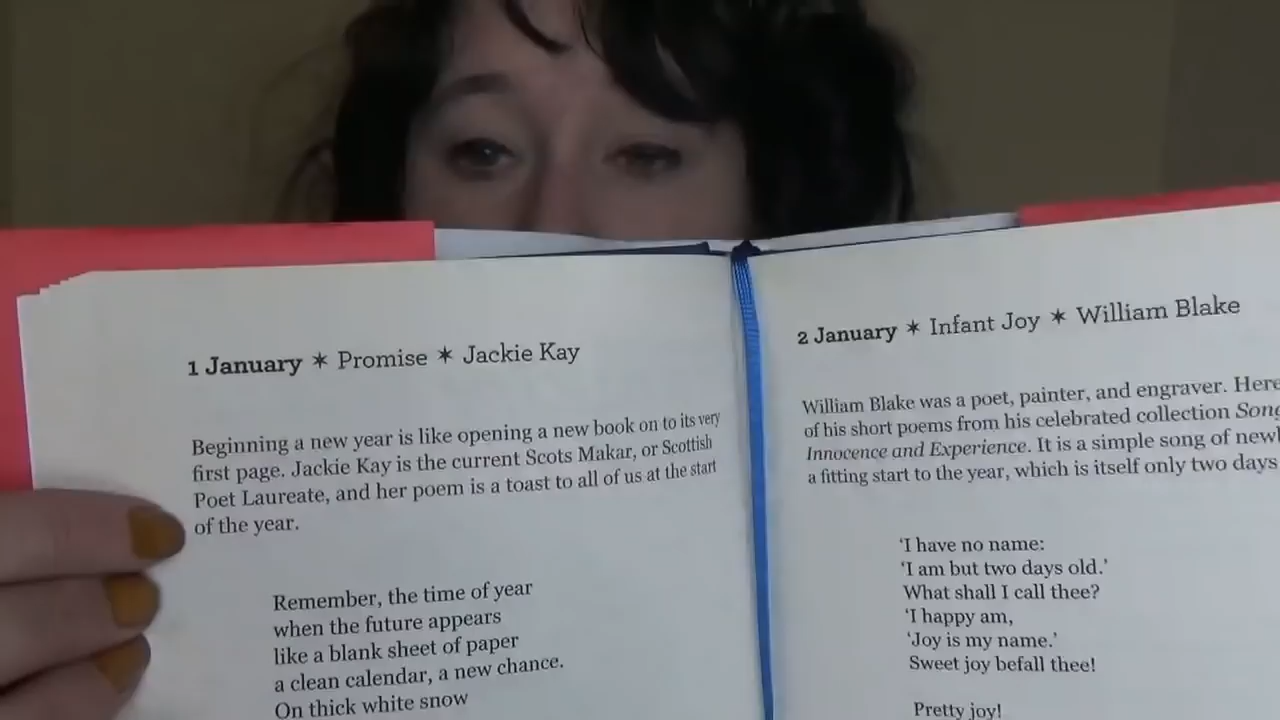 1 January * Promise * Jackie Kay
Beginning a new year is like opening a new book on to its very
first page. Jackie Kay is the current Scots Makar, or Scottish
Poet Laureate, and her poem is a toast to all of us at the start
of the year.
Remember, the time of year
when the future appears
like a blank sheet of paper
a clean calendar, a new chance.
On thick white snow
2 January * Infant Joy * William Blake
William Blake was a poet, painter, and engraver. Here
of his short poems from his celebrated collection
Innocence and Experience. It is a simple song of
a fitting start to the year, which is itself only two days
‘I have no name:
‘I am but two days old.’
What shall I call thee?
‘I happy am,
‘Joy is my name.’
Sweet joy befall thee!
Pretty joy!